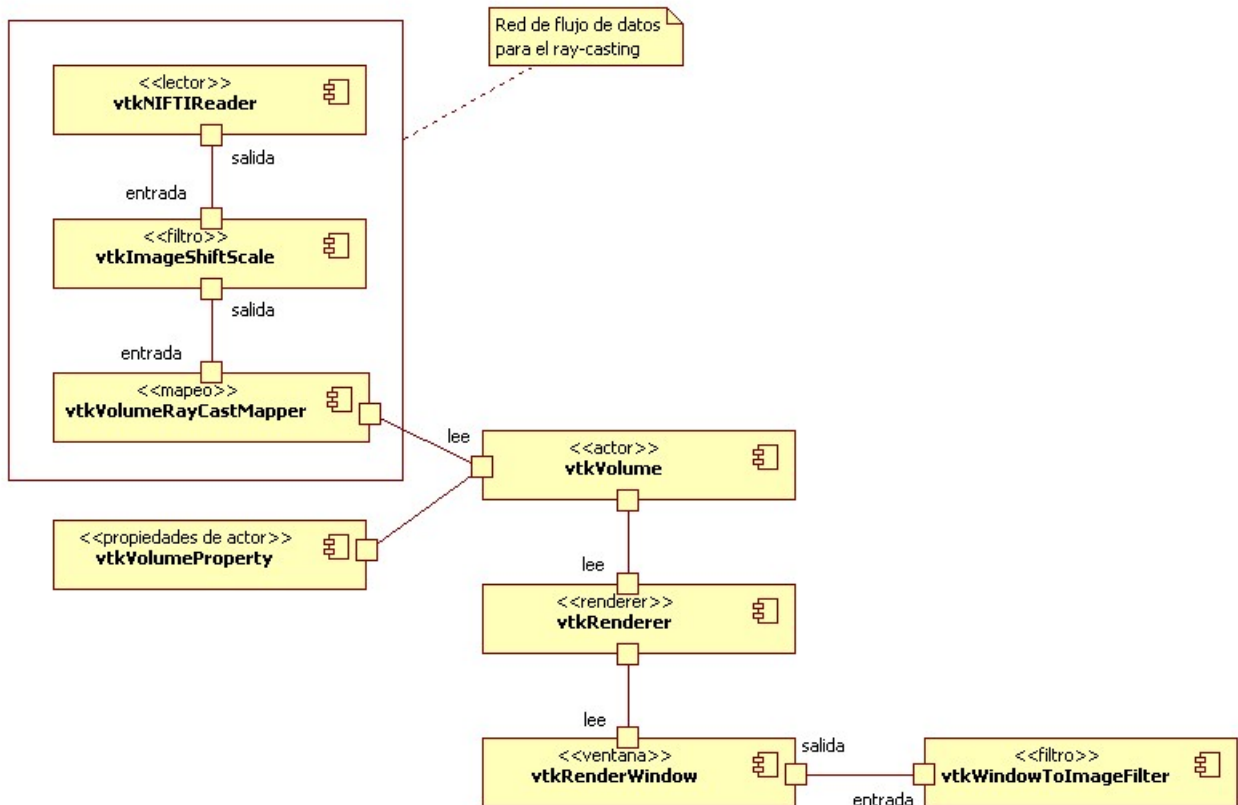 Red de flujo de datos
para el ray-casting
<<lector>>
vtkNIFTIReader
salida
entrada
<<filtro>>
vtkImageShiftScale
salida
entrada
<<mapeo>>
vtkVolumeRayCastMapper
lee
<<actor>>
vtkVolume
<<propiedades de actor>>
vtkVolumeProperty
lee
<<renderer>>
vtkRenderer
lee
<<ventana>>
vtkRenderWindow
salida
entrada
<<filtro>>
vtkWindowToImageFilter